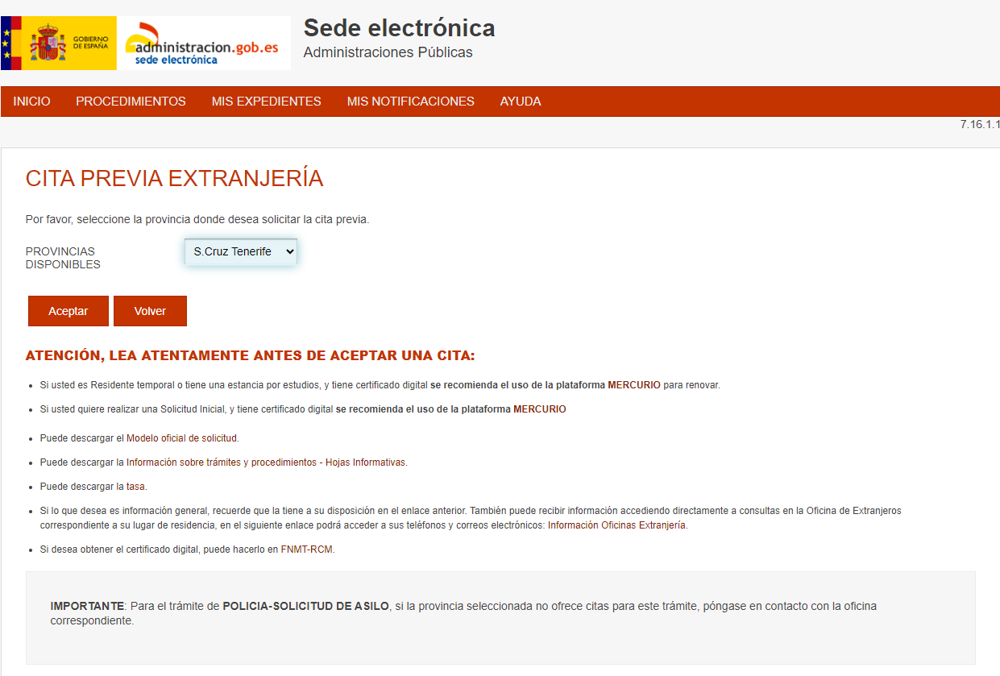 GOBIERNO
DE ESPAÑA
administracion.gob.es
sede electrónica
Sede electrónica
Administraciones Públicas
INICIO PROCEDIMIENTOS MIS EXPEDIENTES MIS NOTIFICACIONES AYUDA
7.16.1.1
CITA PREVIA EXTRANJERÍA
Por favor, seleccione la provincia donde desea solicitar la cita previa.
PROVINCIAS
DISPONIBLES
S.Cruz Tenerife
Aceptar Volver
ATENCIÓN, LEA ATENTAMENTE ANTES DE ACEPTAR UNA CITA:
• Si usted es Residente temporal o tiene una estancia por estudios, y tiene certificado digital se recomienda el uso de la plataforma MERCURIO para renovar.
• Si usted quiere realizar una Solicitud Inicial, y tiene certificado digital se recomienda el uso de la plataforma MERCURIO
• Puede descargar el Modelo oficial de solicitud.
• Puede descargar la Información sobre trámites y procedimientos - Hojas Informativas.
• Puede descargar la tasa.
• Si lo que desea es información general, recuerde que la tiene a su disposición en el enlace anterior. También puede recibir información accediendo directamente a consultas en la Oficina de Extranjeros
correspondiente a su lugar de residencia, en el siguiente enlace podrá acceder a sus teléfonos y correos electrónicos: Información Oficinas Extranjería.
• Si desea obtener el certificado digital, puede hacerlo en FNMT-RCM.
IMPORTANTE: Para el trámite de POLICIA-SOLICITUD DE ASILO, si la provincia seleccionada no ofrece citas para este trámite, póngase en contacto con la oficina
correspondiente.